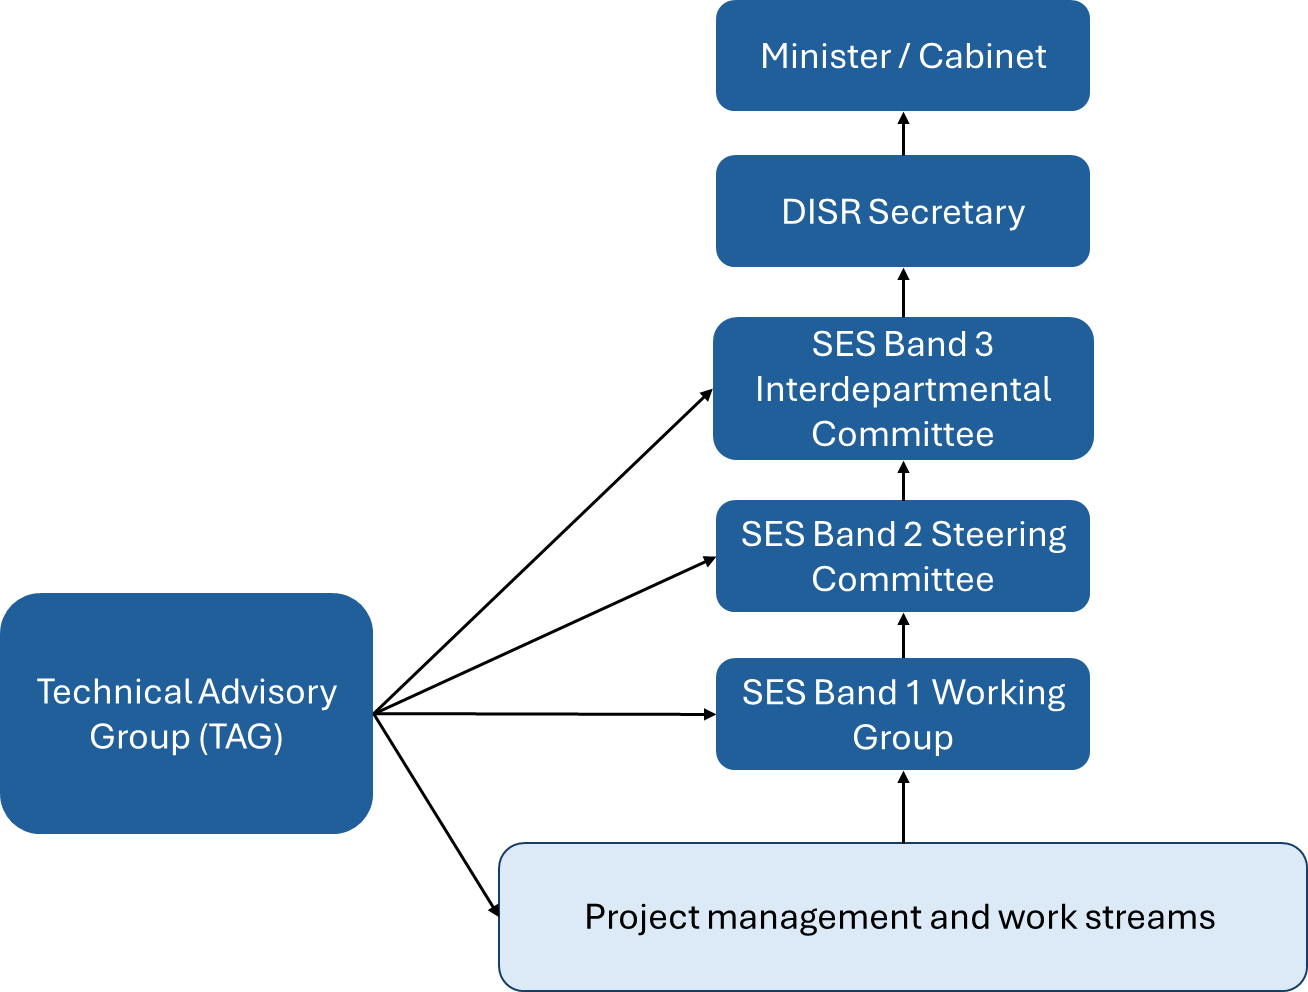 Minister / Cabinet
DISR Secretary
SES Band 3
Interdepartmental
Committee
SES Band 2 Steering
Committee
Technical Advisory
Group (TAG)
SES Band 1 Working
Group
Project management and work streams